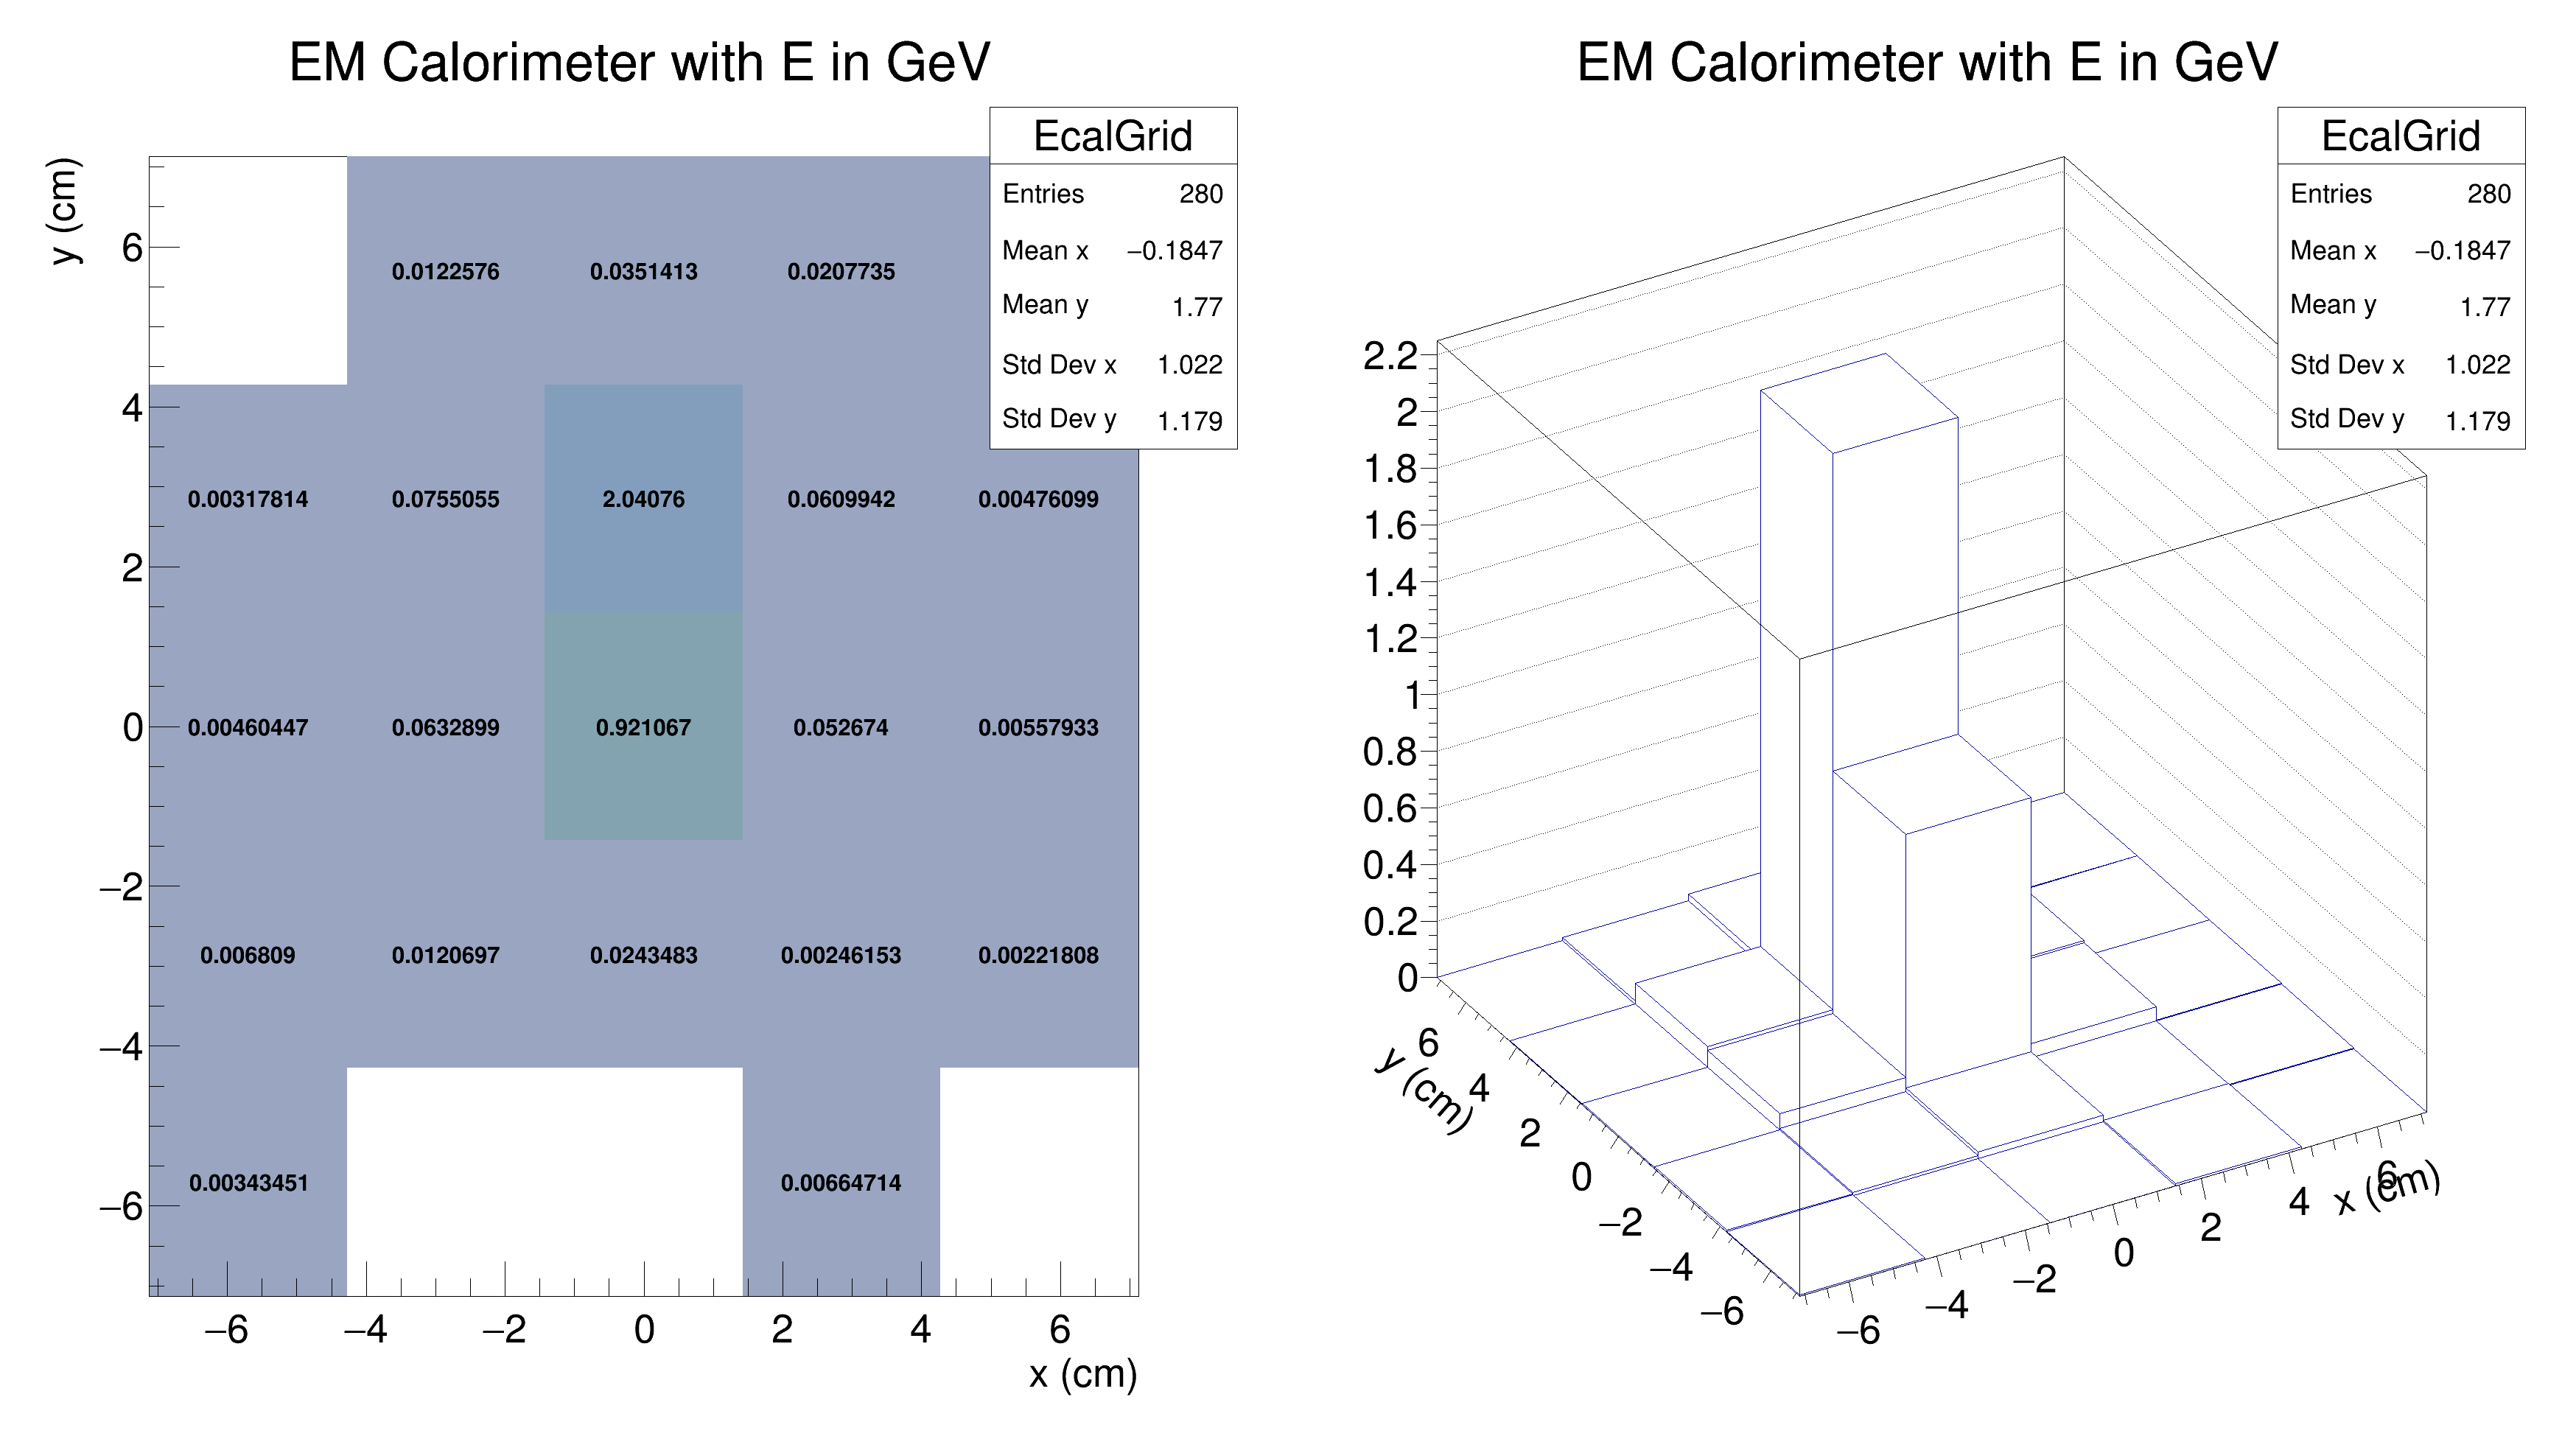 EM Calorimeter with E in GeV
EcalGrid
Entries 280
Mean x −0.1847
Mean y 1.77
Std Dev x 1.022
Std Dev y 1.179
y (cm)
6
4
2
0
−2
−4
−6
0.0122576 0.0351413 0.0207735
0.00317814 0.0755055 2.04076 0.0609942 0.00476099
0.00460447 0.0632899 0.921067 0.052674 0.00557933
0.006809 0.0120697 0.0243483 0.00246153 0.00221808
0.00343451 0.00664714
−6 −4 −2 0 2 4 6
x (cm)
EM Calorimeter with E in GeV
EcalGrid
Entries 280
Mean x −0.1847
Mean y 1.77
Std Dev x 1.022
Std Dev y 1.179
2.2
2
1.8
1.6
1.4
1.2
1
0.8
0.6
0.4
0.2
0
y (cm)
6
4
2
0
−2
−4
−6
−6 −4 −2 0 2 4 6
x (cm)